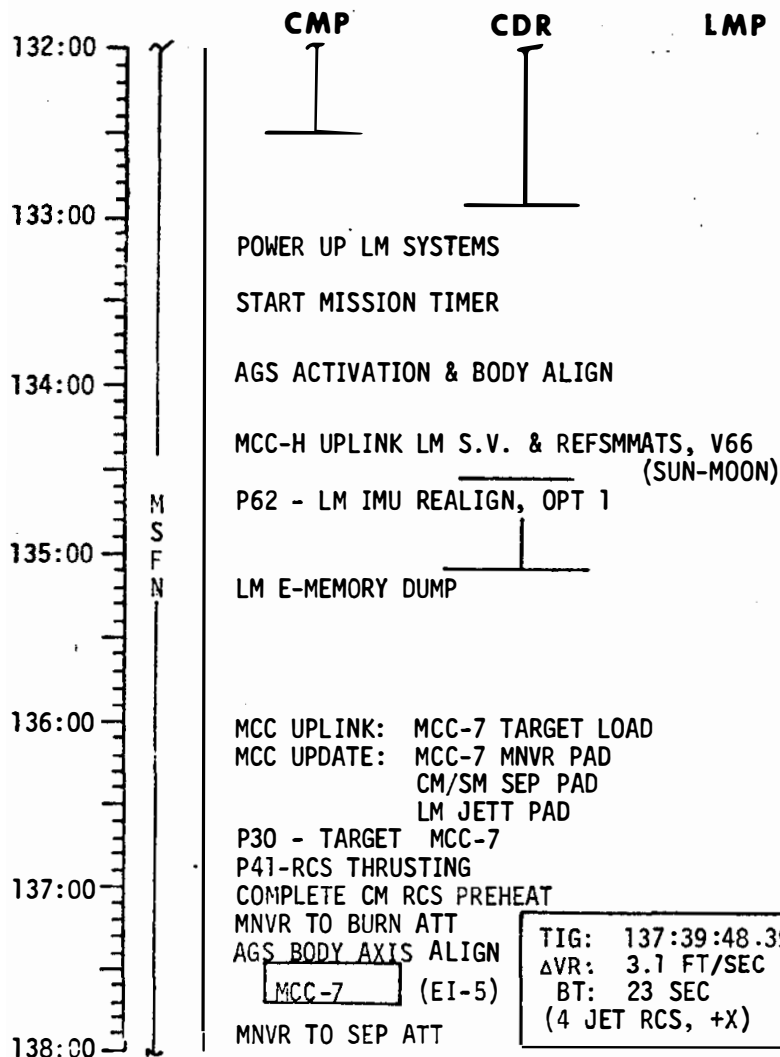 CMP CDR LMP
132:00
133:00
POWER UP LM SYSTEMS
START MISSION TIMER
134:00
AGS ACTIVATION & BODY ALIGN
MCC-H UPLINK LM S.V. & REFSMMATS, V66
(SUN-MOON)
MSFN
P62 - LM IMU REALIGN, OPT 1
135:00
LM E-MEMORY DUMP
136:00
MCC UPLINK: MCC-7 TARGET LOAD
MCC UPDATE: MCC-7 MNVR PAD
CM/SM SEP PAD
LM JETT PAD
P30 - TARGET MCC-7
P41-RCS THRUSTING
137:00
COMPLETE CM RCS PREHEAT
MNVR TO BURN ATT
AGS BODY AXIS ALIGN
MCC-7 (EI-5)
TIG: 137:39:48.39
ΔVR: 3.1 FT/SEC
BT: 23 SEC
(4 JET RCS, +X)
MNVR TO SEP ATT
138:00